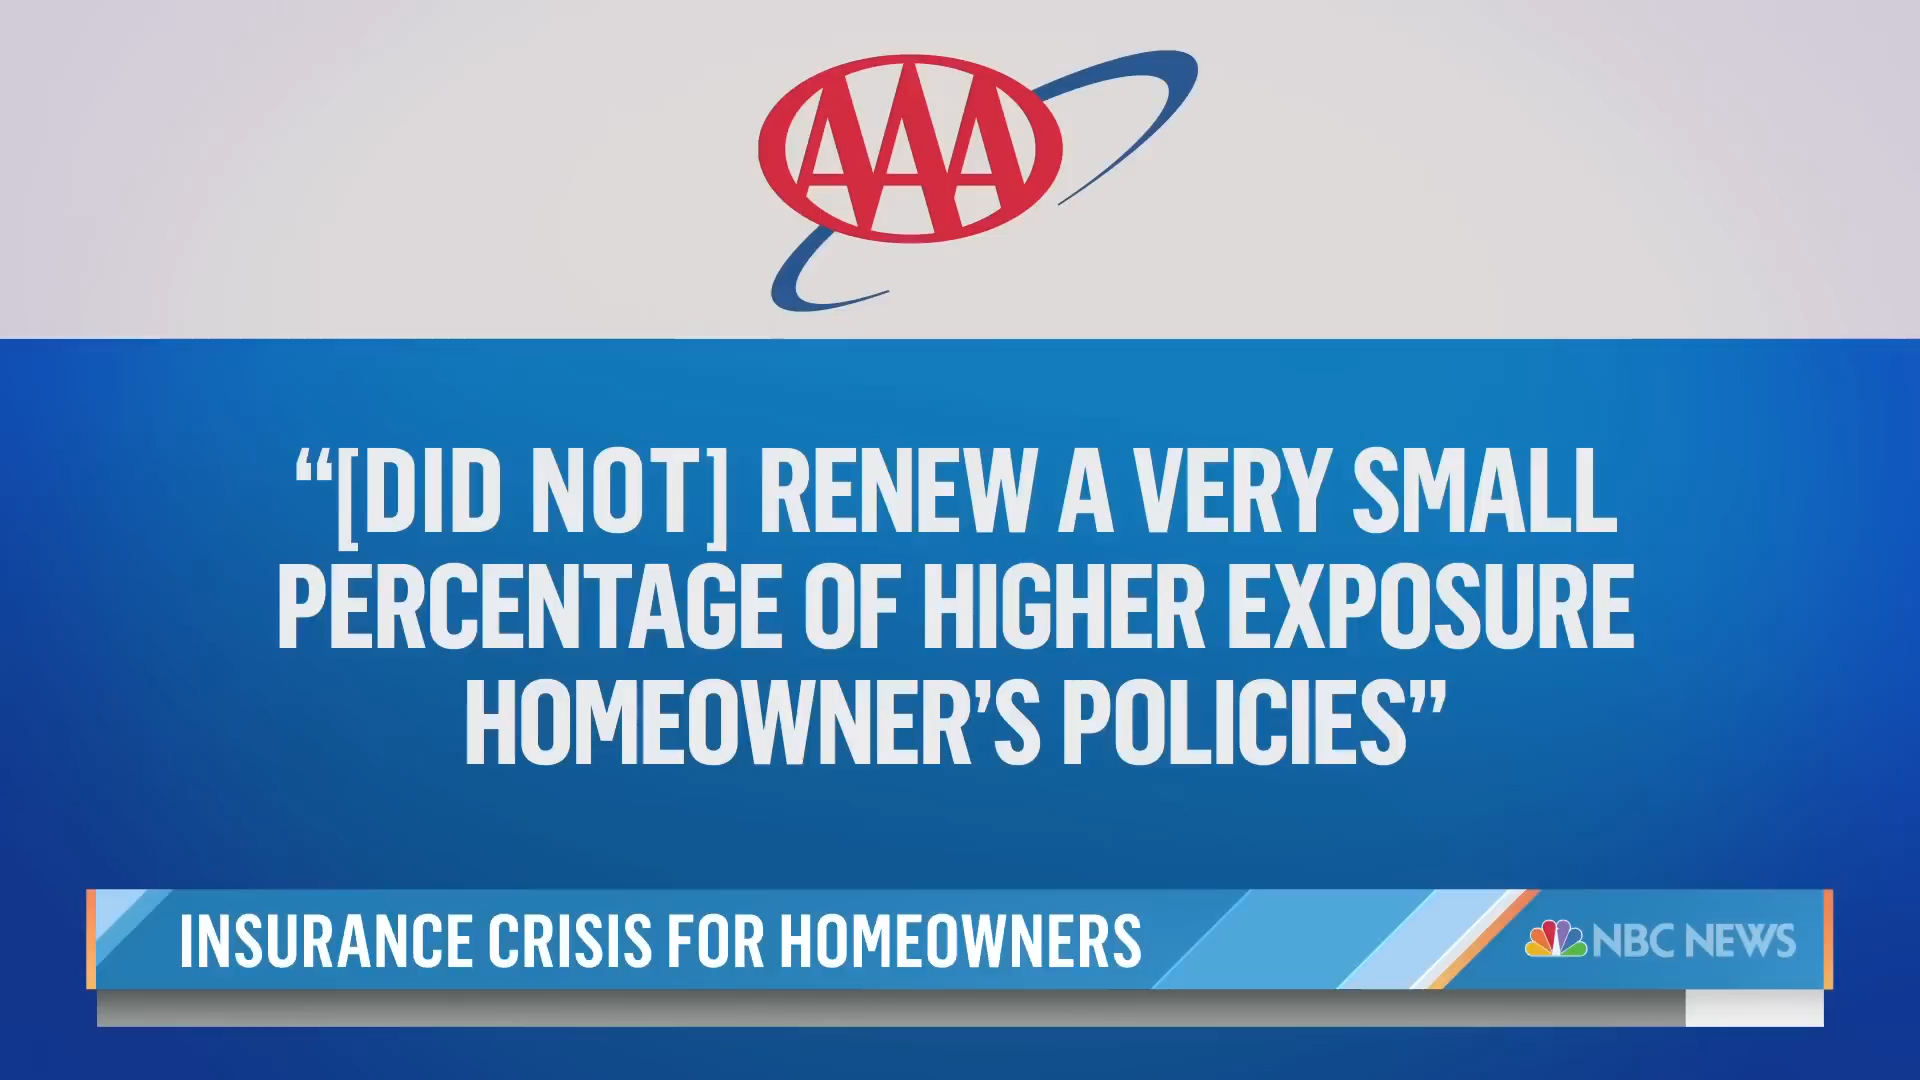 AAA
“[DID NOT] RENEW A VERY SMALL
PERCENTAGE OF HIGHER EXPOSURE
HOMEOWNER’S POLICIES”
INSURANCE CRISIS FOR HOMEOWNERS
NBC NEWS